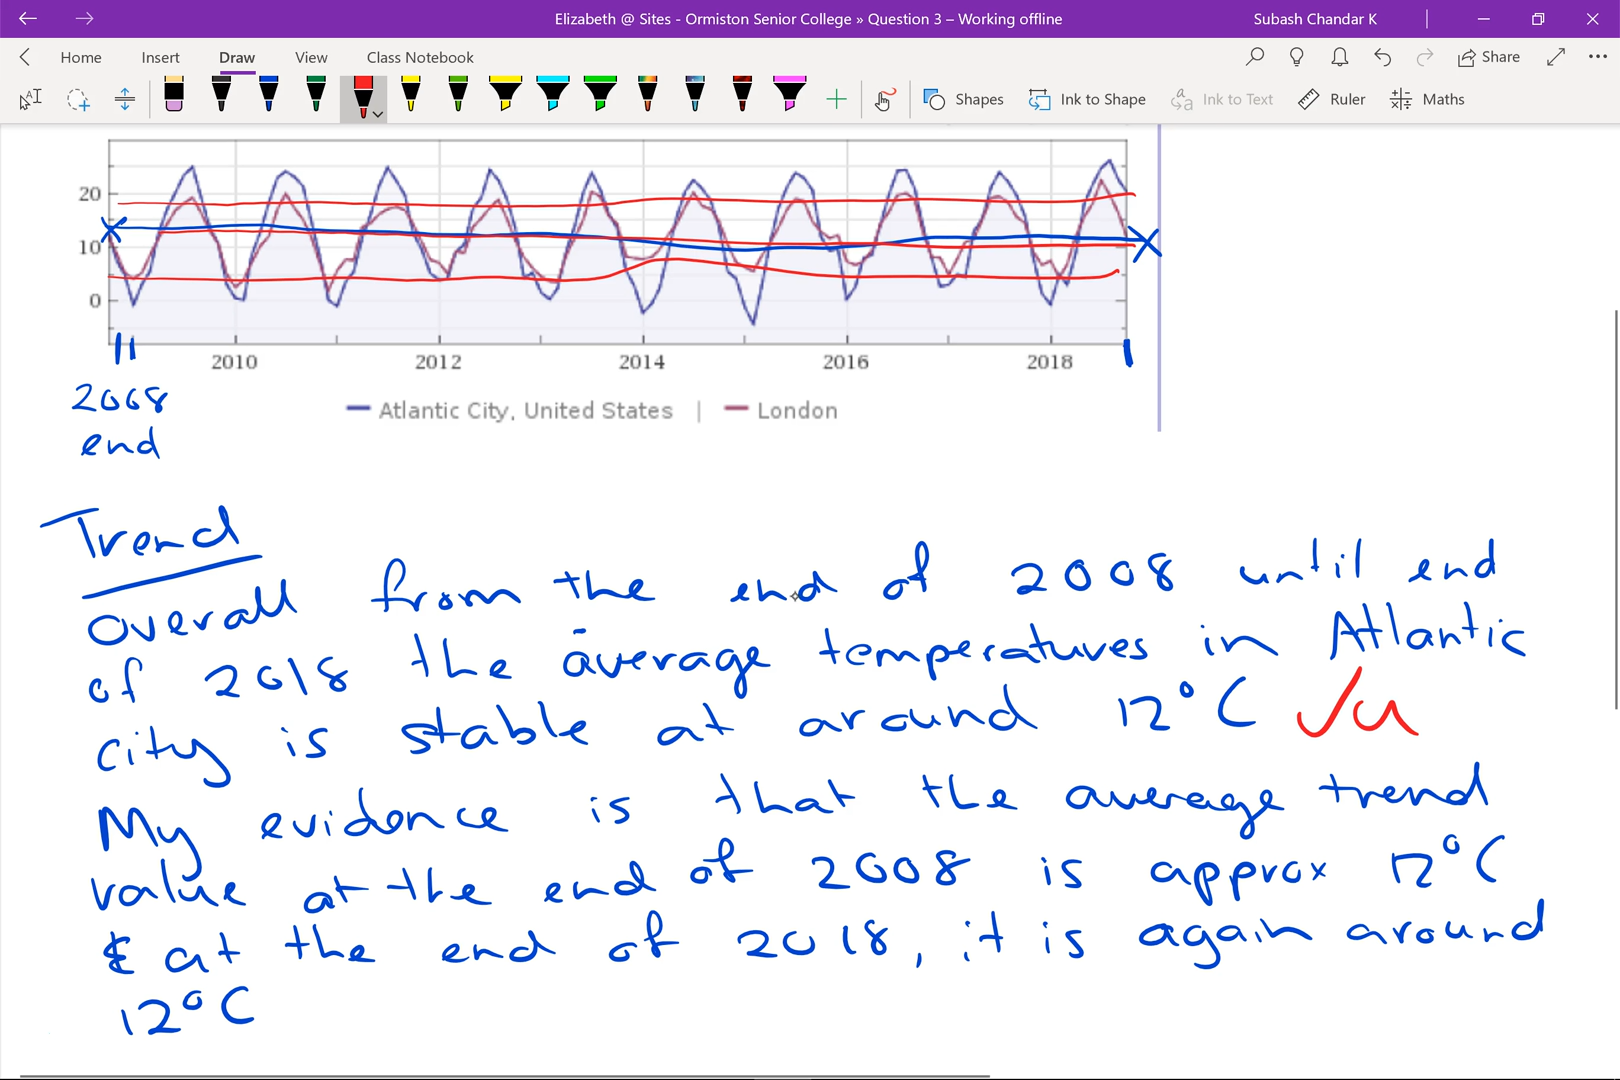 Elizabeth @ Sites - Ormiston Senior College » Question 3 – Working offline
Subash Chandar K
Home Insert Draw View Class Notebook
Share
Shapes Ink to Shape Ink to Text Ruler Maths
20
10
0
2010 2012 2014 2016 2018
Atlantic City, United States | London
2008
end
Trend
Overall from the end of 2008 until end
of 2018 the average temperatures in Atlantic
city is stable at around 12°C ✓u
My evidence is that the average trend
value at the end of 2008 is approx 12°C
& at the end of 2018, it is again around
12°C